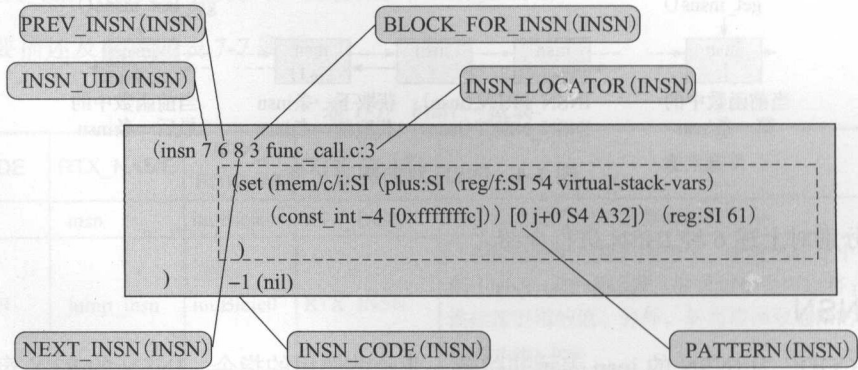 PREV_INSN(INSN)
BLOCK_FOR_INSN(INSN)
INSN_UID(INSN)
INSN_LOCATOR(INSN)
(insn 7 6 8 3 func_call.c:3
(set (mem/c/i:SI (plus:SI (reg/f:SI 54 virtual-stack-vars)
(const_int −4 [0xfffffffc])) [0 j+0 S4 A32]) (reg:SI 61)
)
) −1 (nil)
NEXT_INSN(INSN)
INSN_CODE(INSN)
PATTERN(INSN)